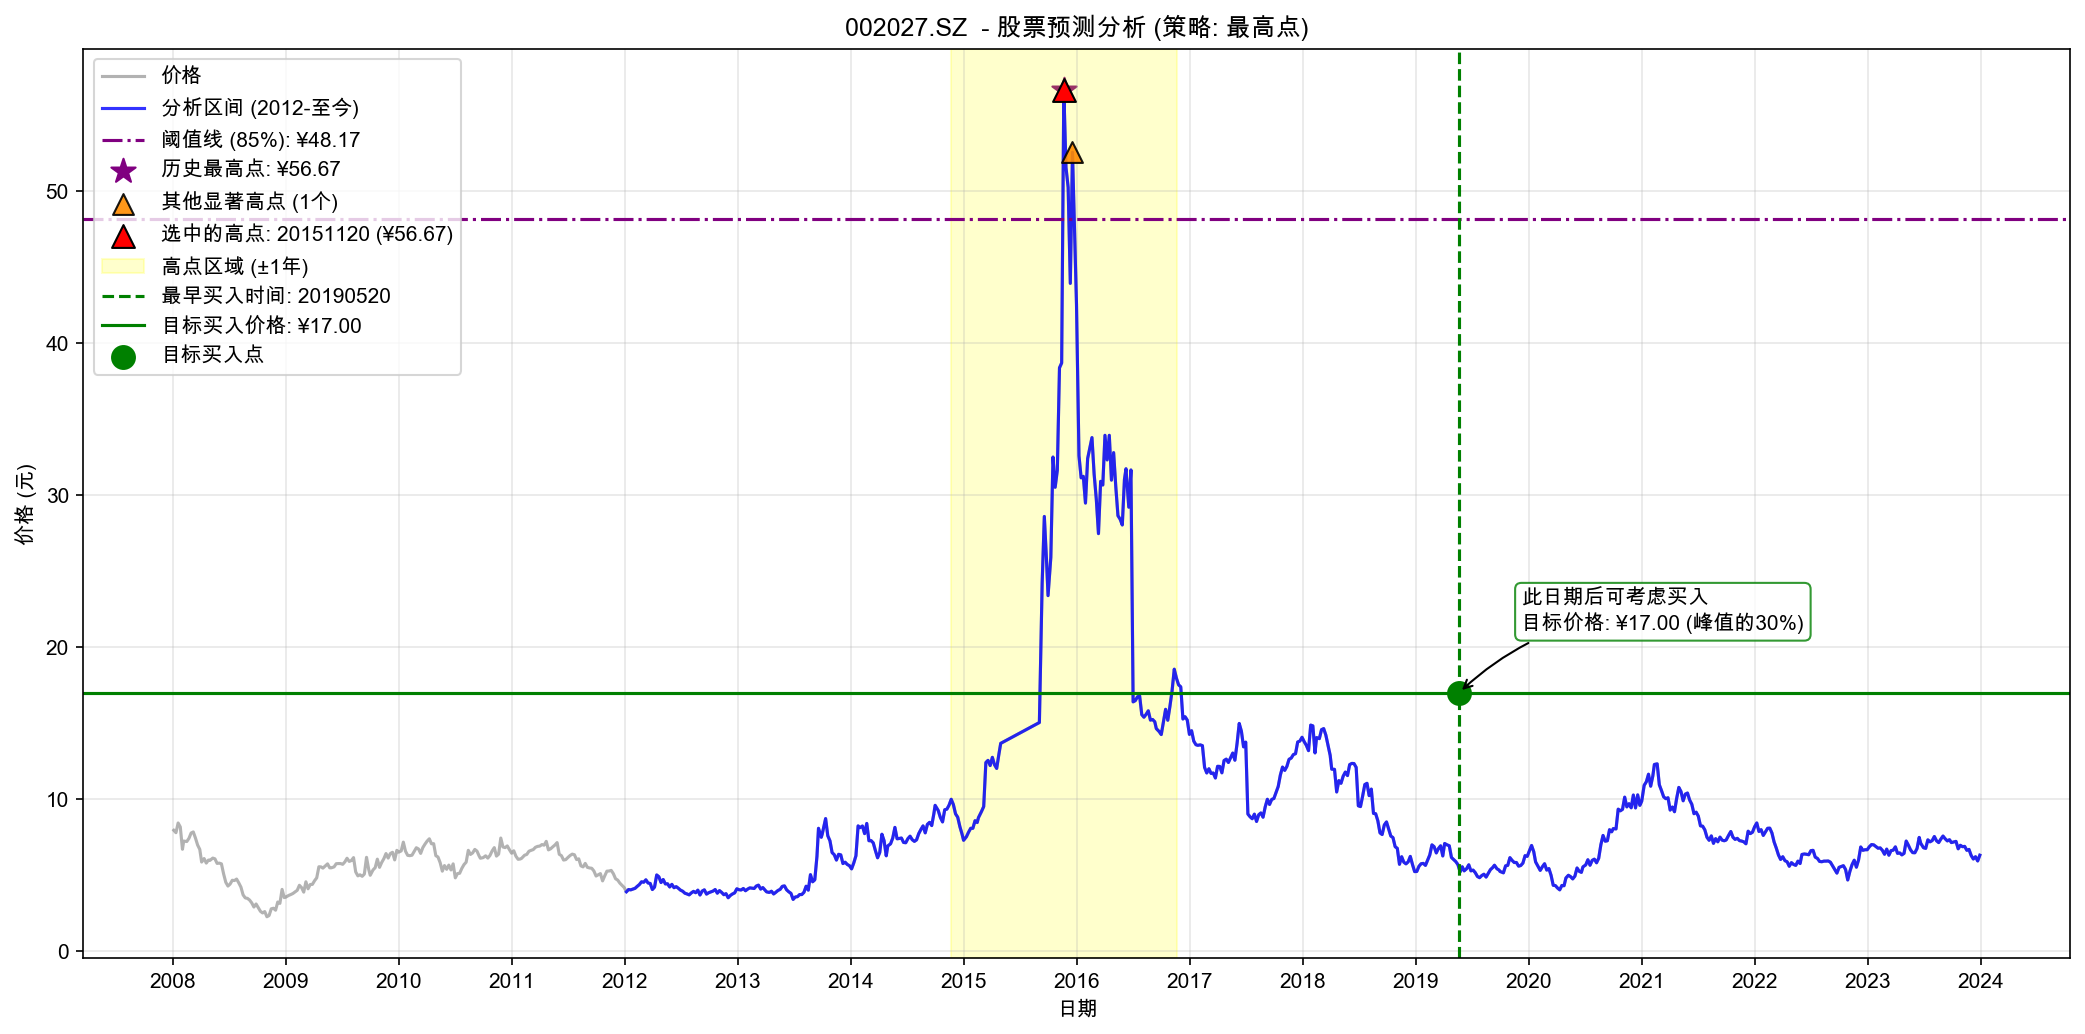 002027.SZ - 股票预测分析 (策略: 最高点)
价格
分析区间 (2012-至今)
阈值线 (85%): ¥48.17
历史最高点: ¥56.67
其他显著高点 (1个)
选中的高点: 20151120 (¥56.67)
高点区域 (±1年)
最早买入时间: 20190520
目标买入价格: ¥17.00
目标买入点
50
40
30
20
10
0
价格 (元)
此日期后可考虑买入
目标价格: ¥17.00 (峰值的30%)
2008 2009 2010 2011 2012 2013 2014 2015 2016 2017 2018 2019 2020 2021 2022 2023 2024
日期